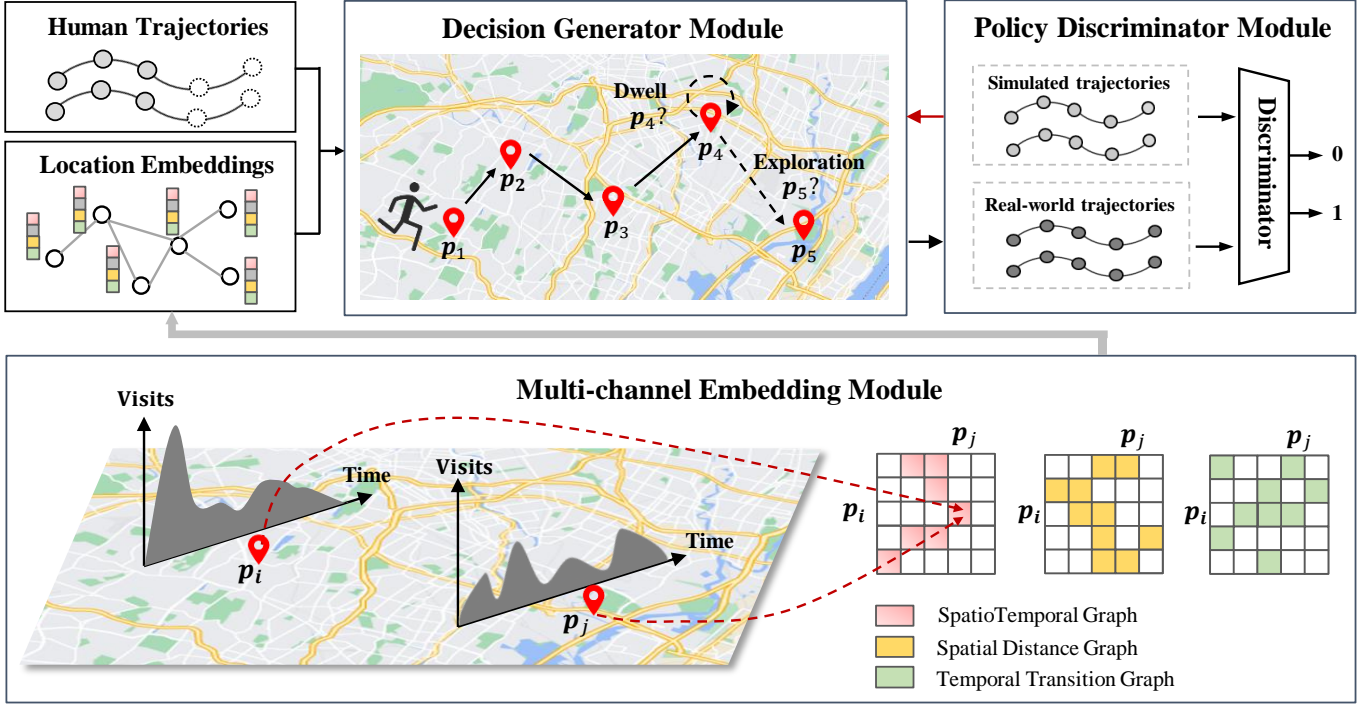 Human Trajectories
Location Embeddings
Decision Generator Module
Dwell
p4?
p4
Exploration
p5?
p1
p2
p3
p5
Policy Discriminator Module
Simulated trajectories
Real-world trajectories
Discriminator
0
1
Multi-channel Embedding Module
Visits
Time
pi
Visits
Time
pj
pj
pi
pj
pi
pj
pi
SpatioTemporal Graph
Spatial Distance Graph
Temporal Transition Graph